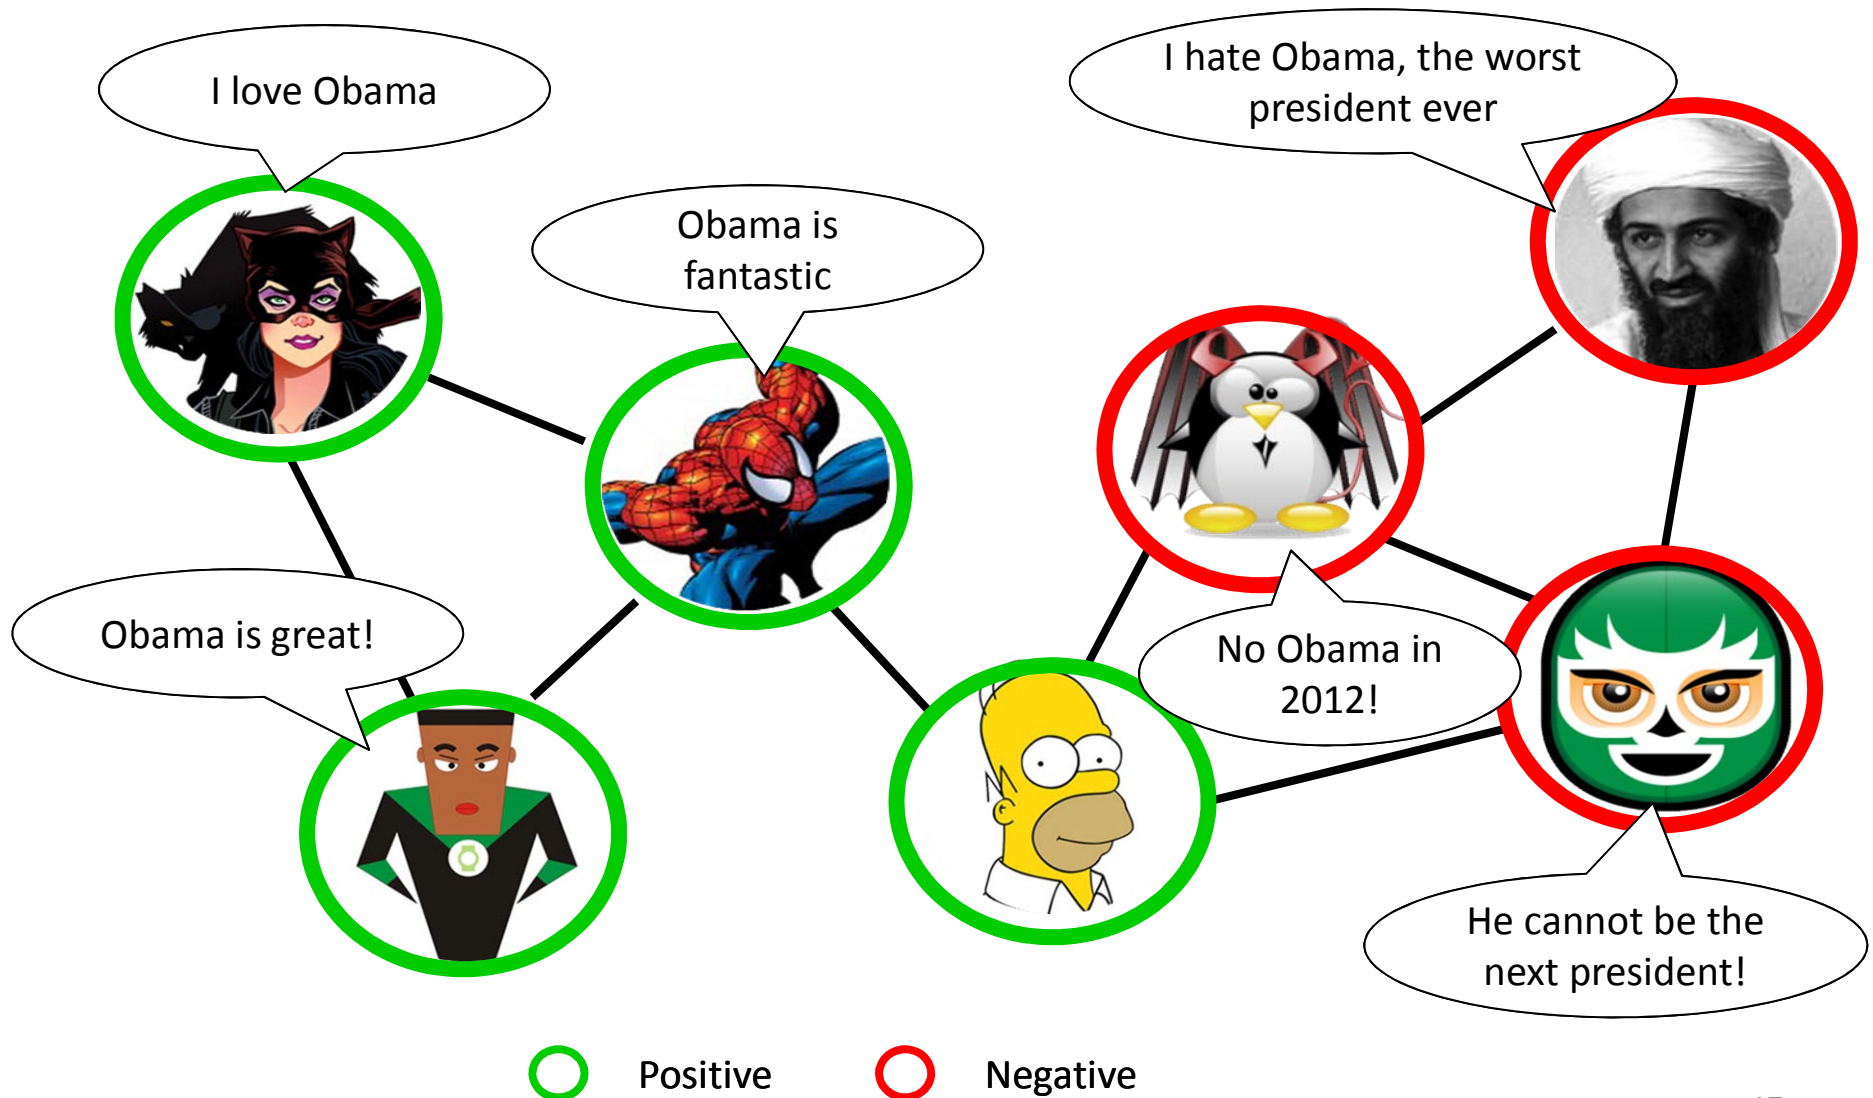 I love Obama
I hate Obama, the worst
president ever
Obama is
fantastic
Obama is great!
No Obama in
2012!
He cannot be the
next president!
Positive
Negative